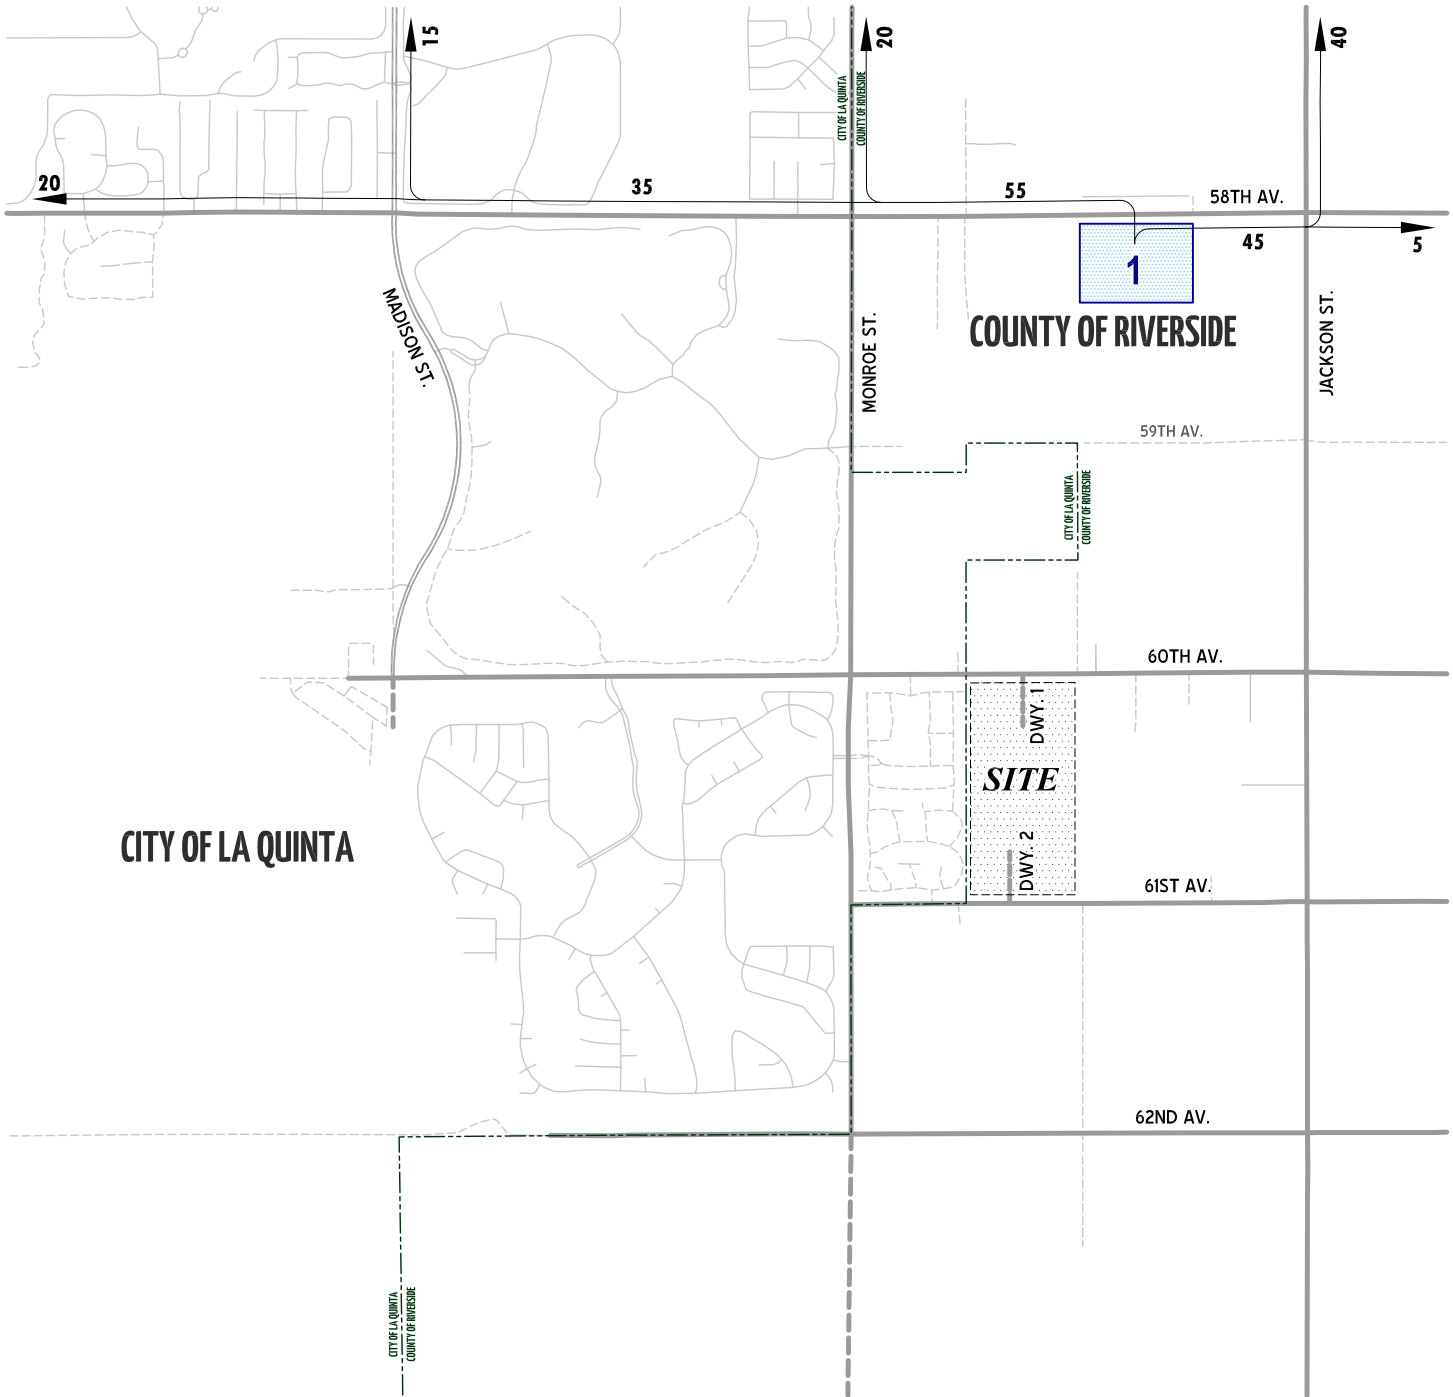 15
20
40
CITY OF LA QUINTA
COUNTY OF RIVERSIDE
20
35
55
58TH AV.
45
5
1
MADISON ST.
MONROE ST.
COUNTY OF RIVERSIDE
JACKSON ST.
59TH AV.
CITY OF LA QUINTA
COUNTY OF RIVERSIDE
60TH AV.
DWY. 1
SITE
CITY OF LA QUINTA
DWY. 2
61ST AV.
62ND AV.
CITY OF LA QUINTA
COUNTY OF RIVERSIDE